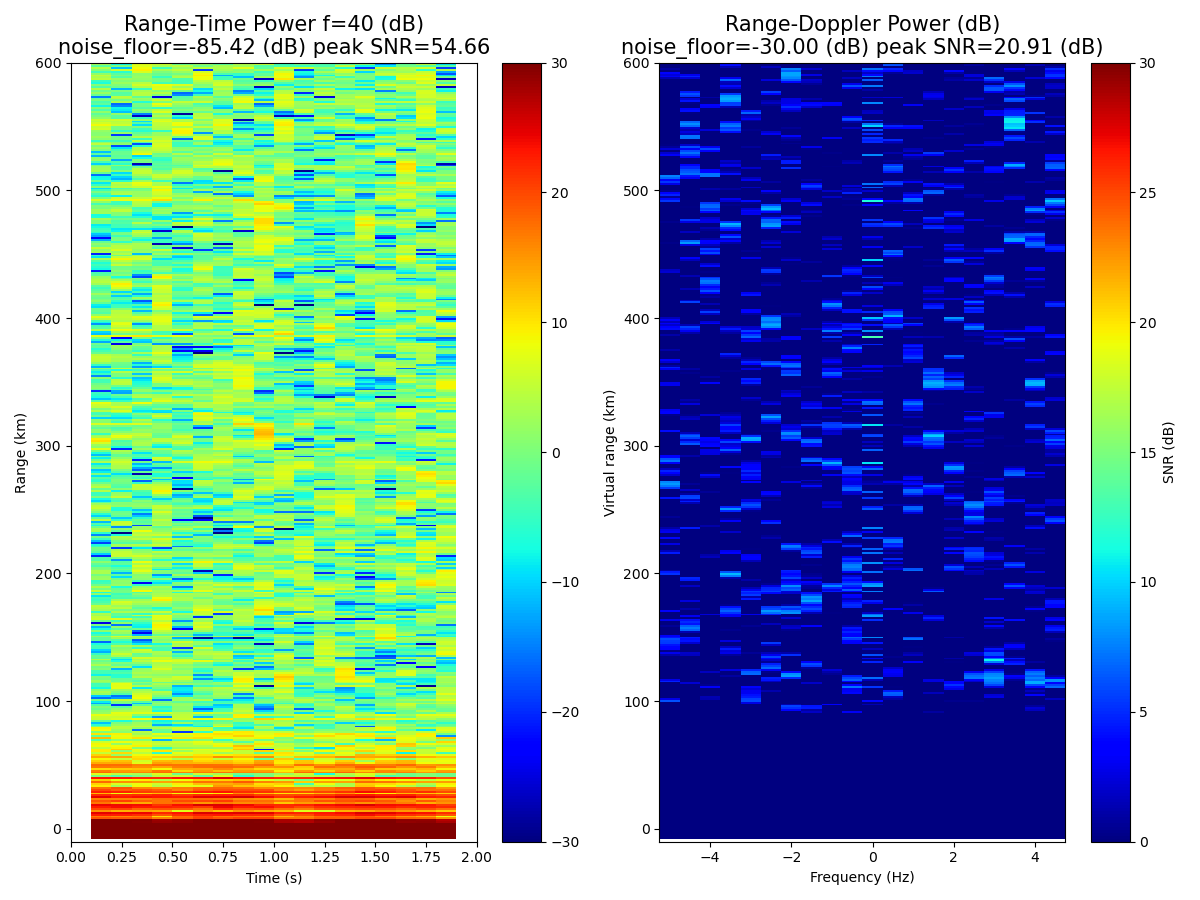 Range-Time Power f=40 (dB)
noise_floor=-85.42 (dB) peak SNR=54.66
Range-Doppler Power (dB)
noise_floor=-30.00 (dB) peak SNR=20.91 (dB)
600
500
400
300
200
100
0
Range (km)
0.00 0.25 0.50 0.75 1.00 1.25 1.50 1.75 2.00
Time (s)
30
20
10
0
−10
−20
−30
600
500
400
300
200
100
0
Virtual range (km)
−4 −2 0 2 4
Frequency (Hz)
30
25
20
15
10
5
0
SNR (dB)